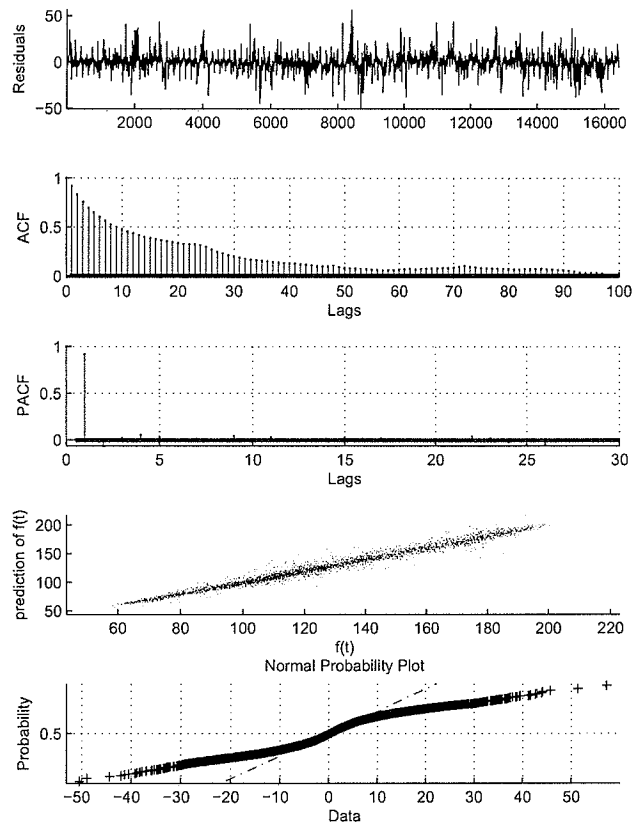 50
0
−50
Residuals
2000 4000 6000 8000 10000 12000 14000 16000
1
0.5
0
ACF
0 10 20 30 40 50 60 70 80 90 100
Lags
1
0.5
0
PACF
0 5 10 15 20 25 30
Lags
200
150
100
50
prediction of f(t)
60 80 100 120 140 160 180 200 220
f(t)
Normal Probability Plot
0.5
Probability
−50 −40 −30 −20 −10 0 10 20 30 40 50
Data